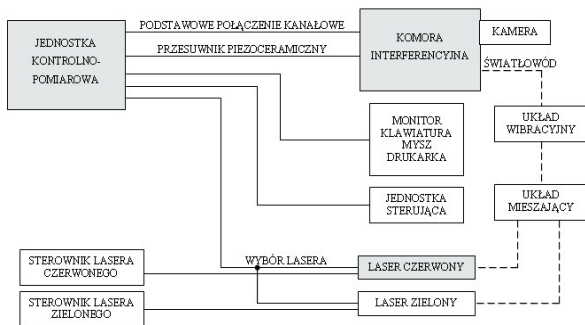 PODSTAWOWE POŁĄCZENIE KANAŁOWE
JEDNOSTKA
KONTROLNO-
POMIAROWA
PRZESUWNIK PIEZOCERAMICZNY
KOMORA
INTERFERENCYJNA
KAMERA
ŚWIATŁOWÓD
MONITOR
KLAWIATURA
MYSZ
DRUKARKA
UKŁAD
WIBRACYJNY
JEDNOSTKA
STERUJĄCA
UKŁAD
MIESZAJĄCY
STEROWNIK LASERA
CZERWONEGO
WYBÓR LASERA
LASER CZERWONY
STEROWNIK LASERA
ZIELONEGO
LASER ZIELONY